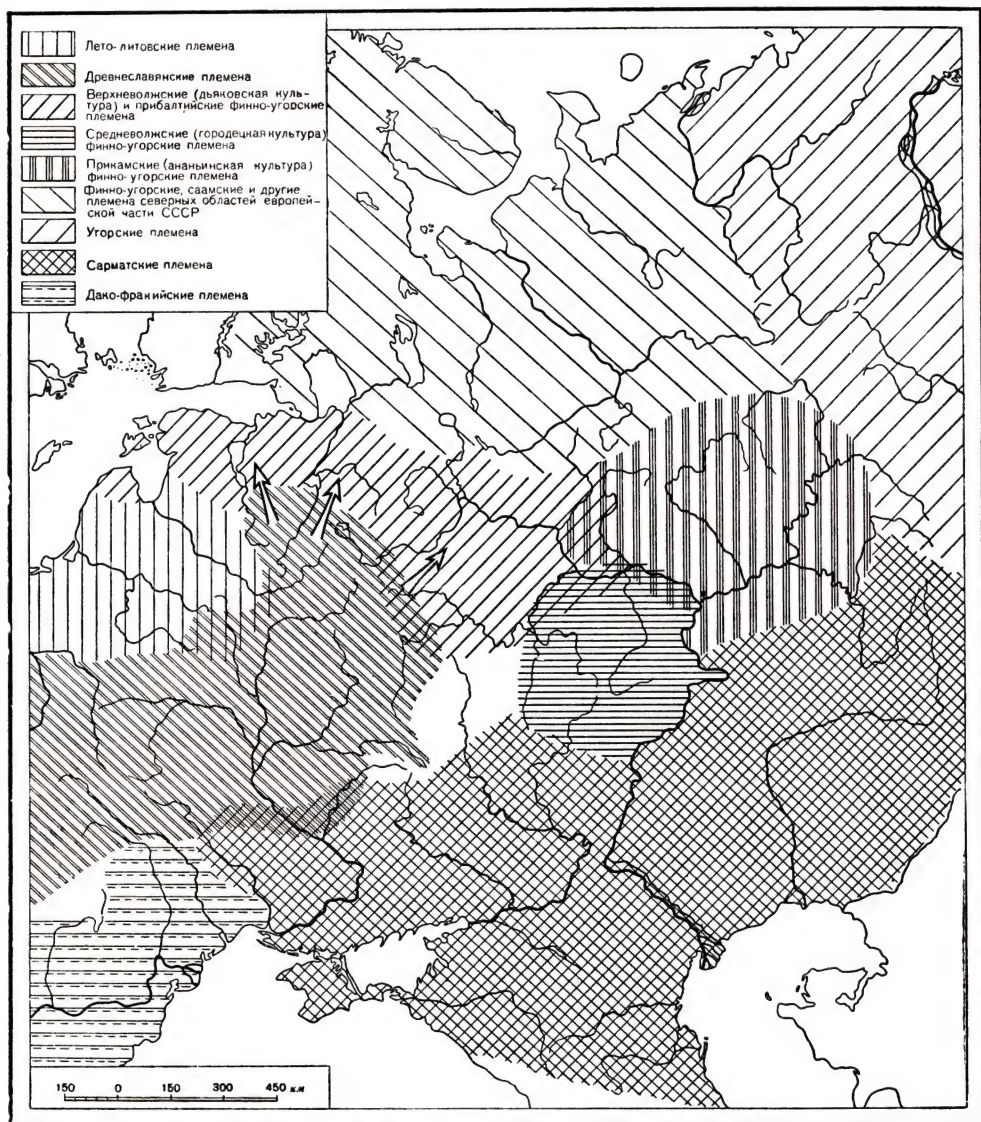 Лето-литовские племена
Древнеславянские племена
Верхневолжские (дьяковская куль-
тура) и прибалтийские финно-угорские
племена
Средневолжские (городецкая культура)
финно-угорские племена
Прикамские (ананьинская культура)
финно-угорские племена
Финно-угорские, саамские и другие
племена северных областей европей-
ской части СССР
Угорские племена
Сарматские племена
Дако-фракийские племена
150 0 150 300 450 км